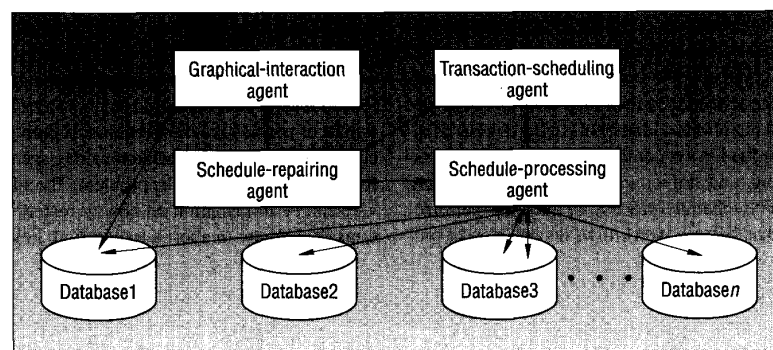 Graphical-interaction
agent
Transaction-scheduling
agent
Schedule-repairing
agent
Schedule-processing
agent
Database1
Database2
Database3
Databasen